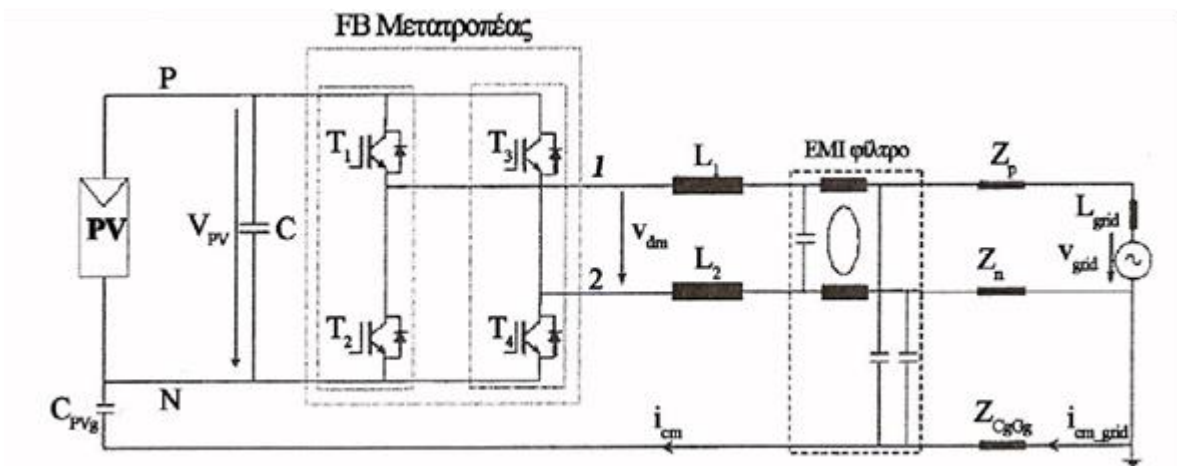 FB Μετατροπέας
P
T₁
T₃
1
L₁
EMI φίλτρο
Z_p
L_grid
PV
V_PV
C
v_dm
v_grid
2
L₂
Z_n
T₂
T₄
C_PVg
N
i_cm
Z_CgGg
i_cm_grid